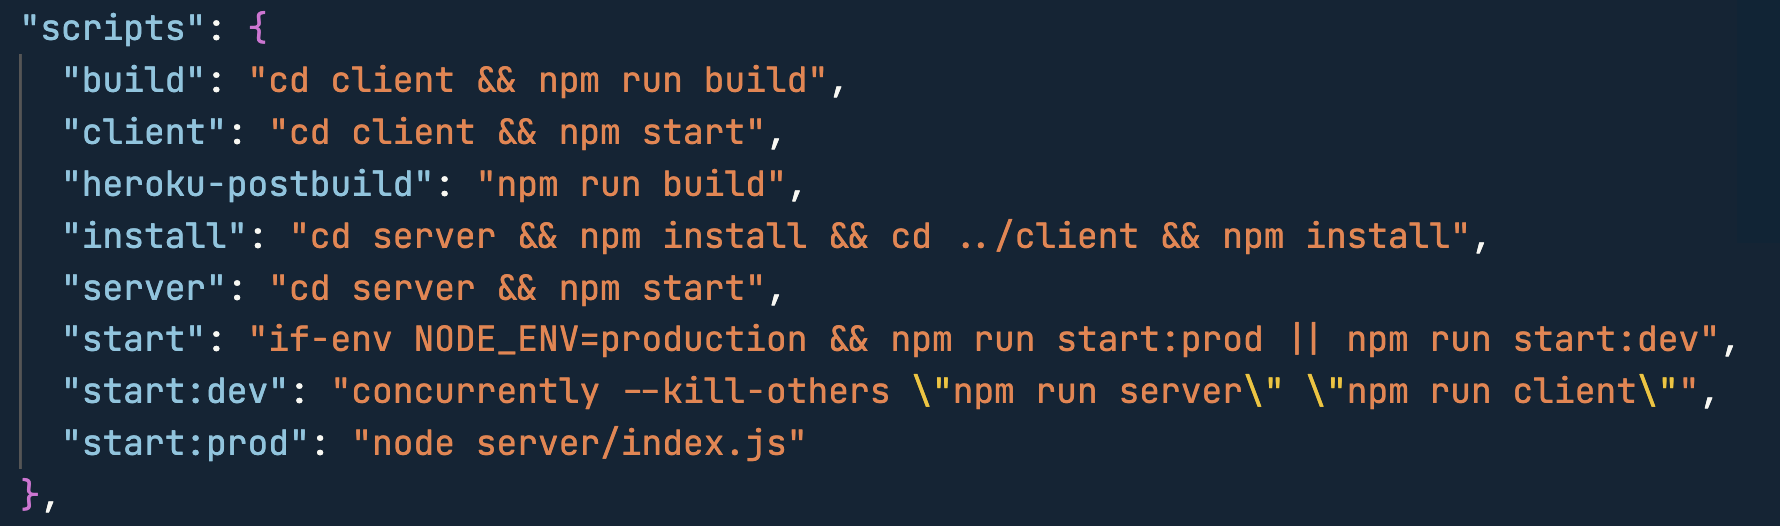 "scripts": {
"build": "cd client && npm run build",
"client": "cd client && npm start",
"heroku-postbuild": "npm run build",
"install": "cd server && npm install && cd ../client && npm install",
"server": "cd server && npm start",
"start": "if-env NODE_ENV=production && npm run start:prod || npm run start:dev",
"start:dev": "concurrently --kill-others \"npm run server\" \"npm run client\"",
"start:prod": "node server/index.js"
},